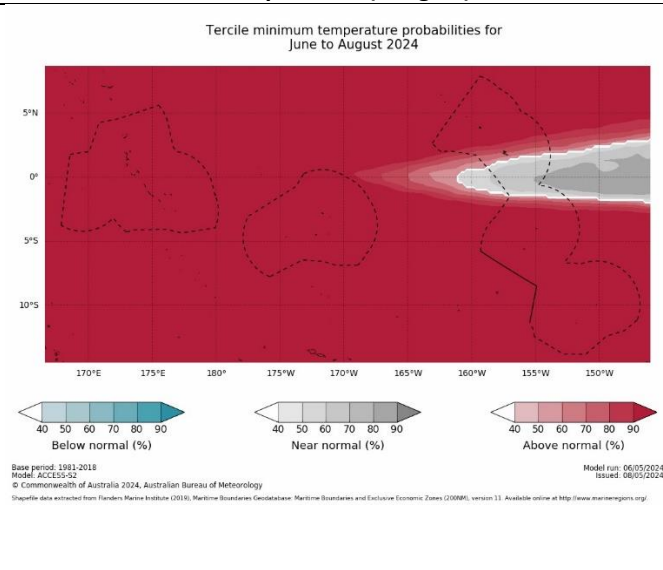 Tercile minimum temperature probabilities for
June to August 2024
5°N
0°
5°S
10°S
170°E 175°E 180° 175°W 170°W 165°W 160°W 155°W 150°W
40 50 60 70 80 90 40 50 60 70 80 90 40 50 60 70 80 90
Below normal (%) Near normal (%) Above normal (%)
Base period: 1981-2018 Model run: 06/05/2024
Model: ACCESS-S2 Issued: 08/05/2024
© Commonwealth of Australia 2024, Australian Bureau of Meteorology
Shapefile data extracted from Flanders Marine Institute (2019), Maritime Boundaries Geodatabase: Maritime Boundaries and Exclusive Economic Zones (200NM), version 11. Available online at http://www.marineregions.org/.